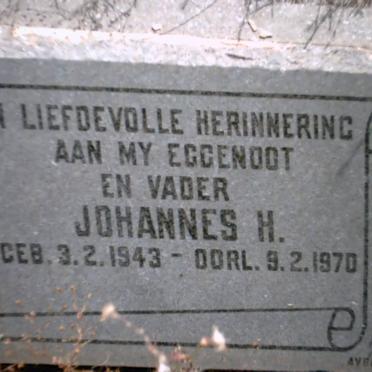 LIEFDEVOLLE HERINNERING
AAN MY EGGENOOT
EN VADER
JOHANNES H.
GEB. 3.2.1943 - OORL. 9.2.1970